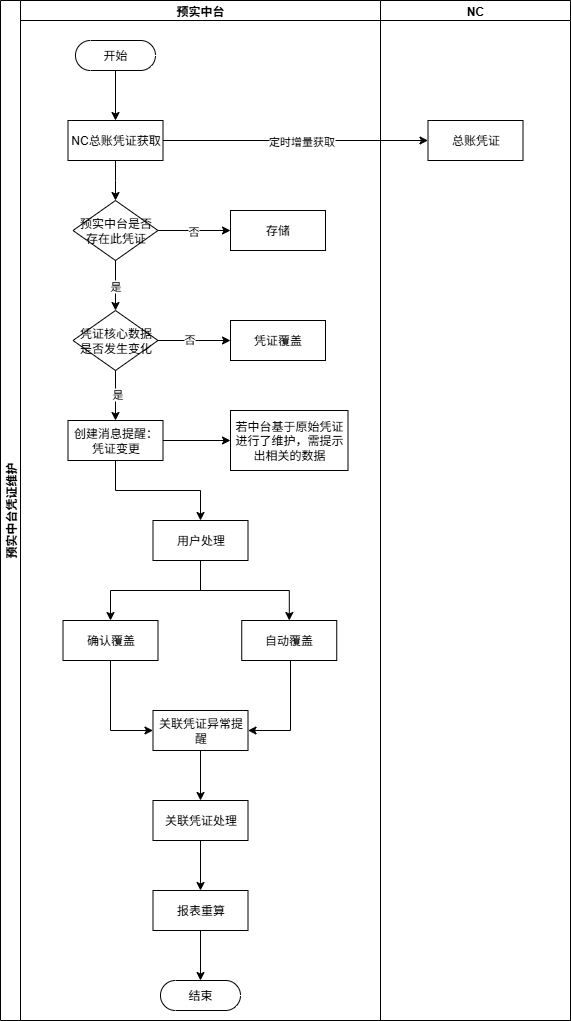 预实中台
NC
预实中台凭证维护
开始
NC总账凭证获取
定时增量获取
总账凭证
预实中台是否
存在此凭证
否
存储
是
凭证核心数据
是否发生变化
否
凭证覆盖
是
创建消息提醒：
凭证变更
若中台基于原始凭证
进行了维护，需提示
出相关的数据
用户处理
确认覆盖
自动覆盖
关联凭证异常提
醒
关联凭证处理
报表重算
结束